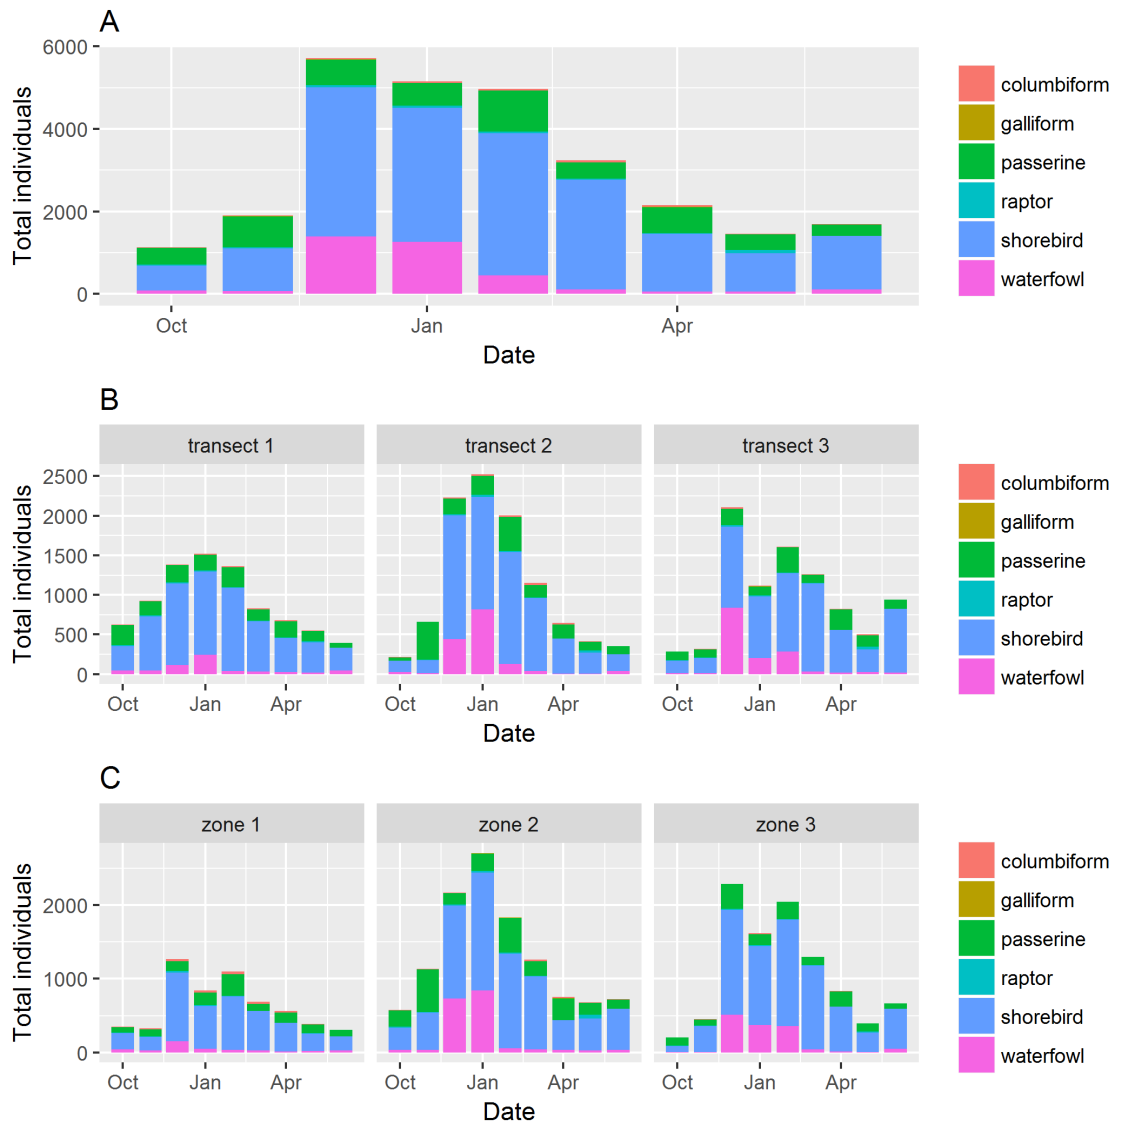 A
6000
4000
2000
0
Total individuals
Oct Jan Apr
Date
columbiform
galliform
passerine
raptor
shorebird
waterfowl
B
transect 1 transect 2 transect 3
2500
2000
1500
1000
500
0
Total individuals
Oct Jan Apr Oct Jan Apr Oct Jan Apr
Date
columbiform
galliform
passerine
raptor
shorebird
waterfowl
C
zone 1 zone 2 zone 3
2000
1000
0
Total individuals
Oct Jan Apr Oct Jan Apr Oct Jan Apr
Date
columbiform
galliform
passerine
raptor
shorebird
waterfowl